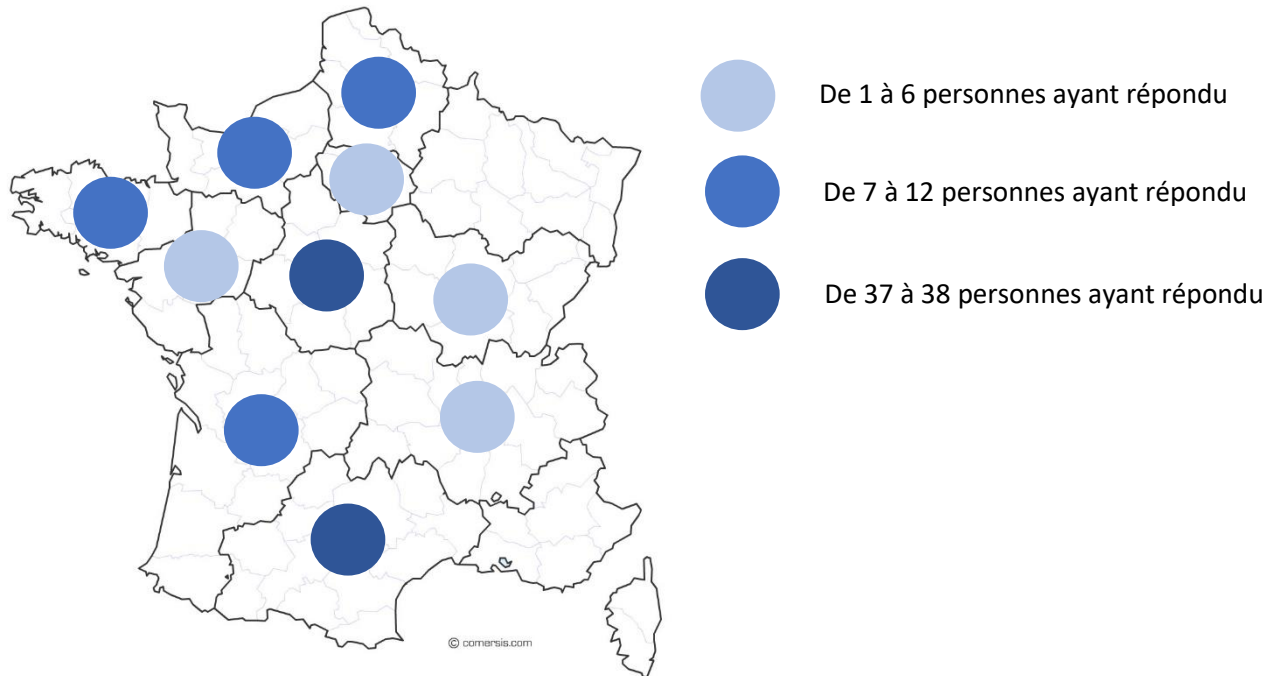 De 1 à 6 personnes ayant répondu
De 7 à 12 personnes ayant répondu
De 37 à 38 personnes ayant répondu
© comersis.com